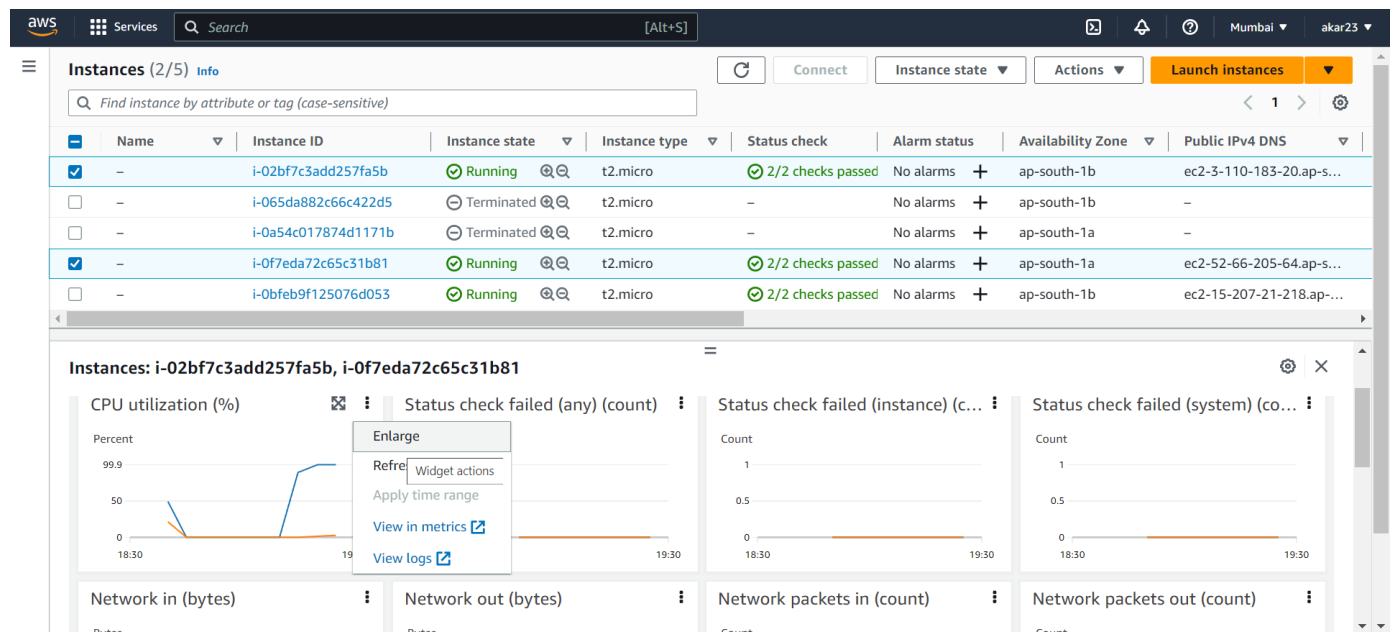 aws Services Search [Alt+S] Mumbai akar23
Instances (2/5) Info Connect Instance state Actions Launch instances
Find instance by attribute or tag (case-sensitive) 1
Name Instance ID Instance state Instance type Status check Alarm status Availability Zone Public IPv4 DNS
– i-02bf7c3add257fa5b Running t2.micro 2/2 checks passed No alarms ap-south-1b ec2-3-110-183-20.ap-s...
– i-065da882c66c422d5 Terminated t2.micro – No alarms ap-south-1b –
– i-0a54c017874d1171b Terminated t2.micro – No alarms ap-south-1a –
– i-0f7eda72c65c31b81 Running t2.micro 2/2 checks passed No alarms ap-south-1a ec2-52-66-205-64.ap-s...
– i-0bfeb9f125076d053 Running t2.micro 2/2 checks passed No alarms ap-south-1b ec2-15-207-21-218.ap-...
Instances: i-02bf7c3add257fa5b, i-0f7eda72c65c31b81
CPU utilization (%) Status check failed (any) (count) Status check failed (instance) (c... Status check failed (system) (co...
Percent Enlarge Count Count
99.9 Refre Widget actions 1 1
50 Apply time range 0.5 0.5
View in metrics
0 0 0
18:30 19 19:30 18:30 19:30 18:30 19:30
View logs
Network in (bytes) Network out (bytes) Network packets in (count) Network packets out (count)